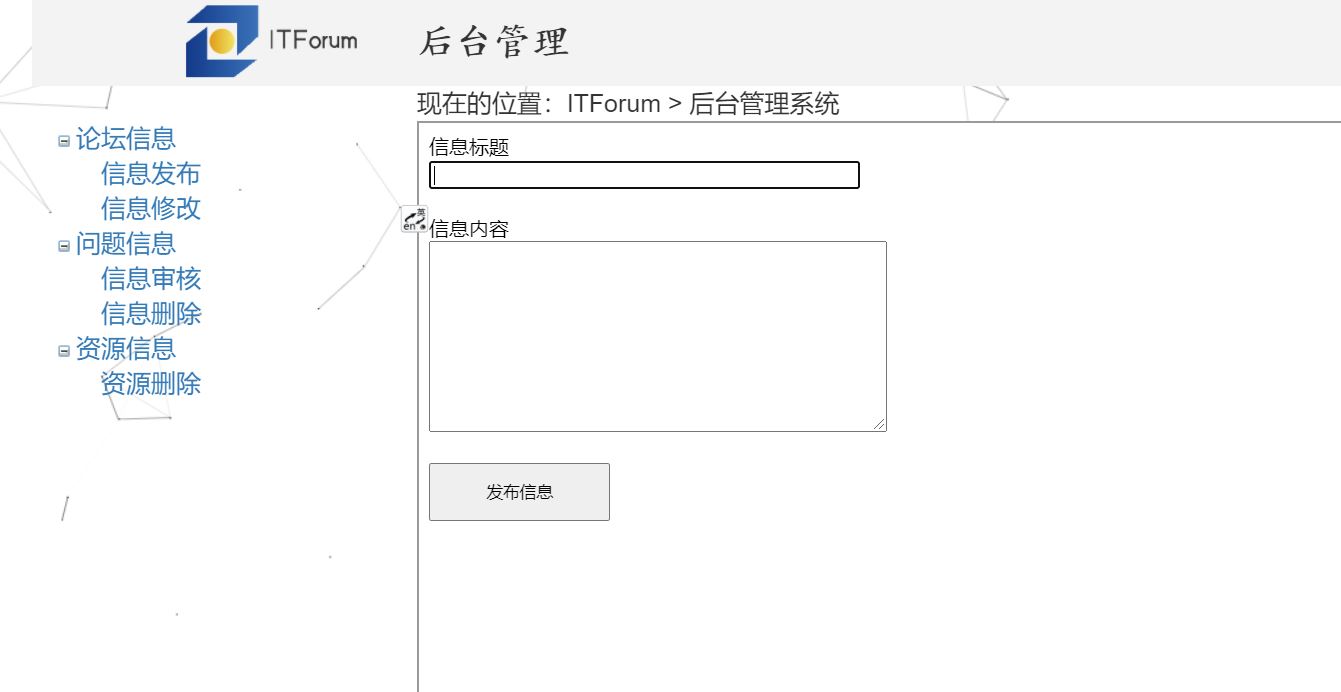 ITForum
后台管理
现在的位置：ITForum > 后台管理系统
论坛信息
信息发布
信息修改
问题信息
信息审核
信息删除
资源信息
资源删除
信息标题
英
en
信息内容
发布信息